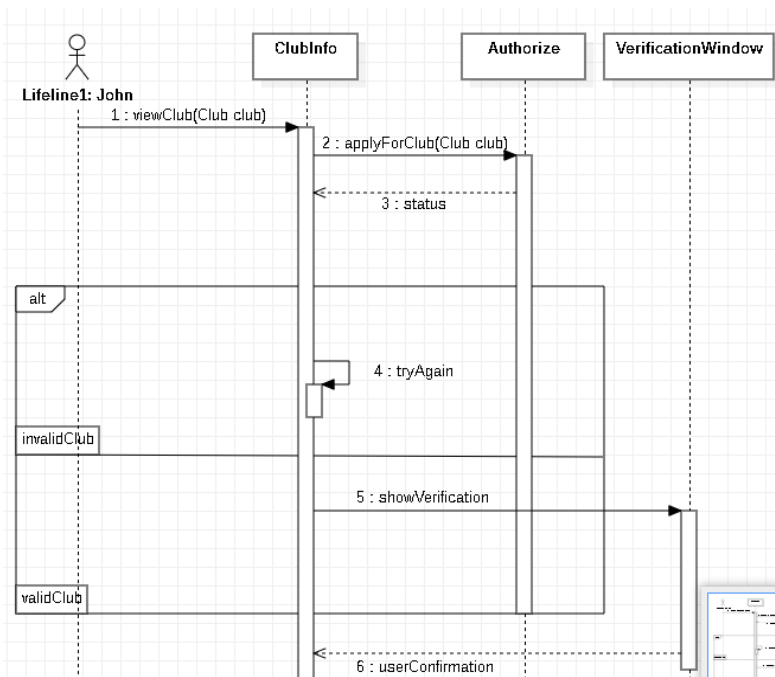 ClubInfo
Authorize
VerificationWindow
Lifeline1: John
1 : viewClub(Club club)
2 : applyForClub(Club club)
3 : status
alt
4 : tryAgain
invalidClub
5 : showVerification
validClub
6 : userConfirmation